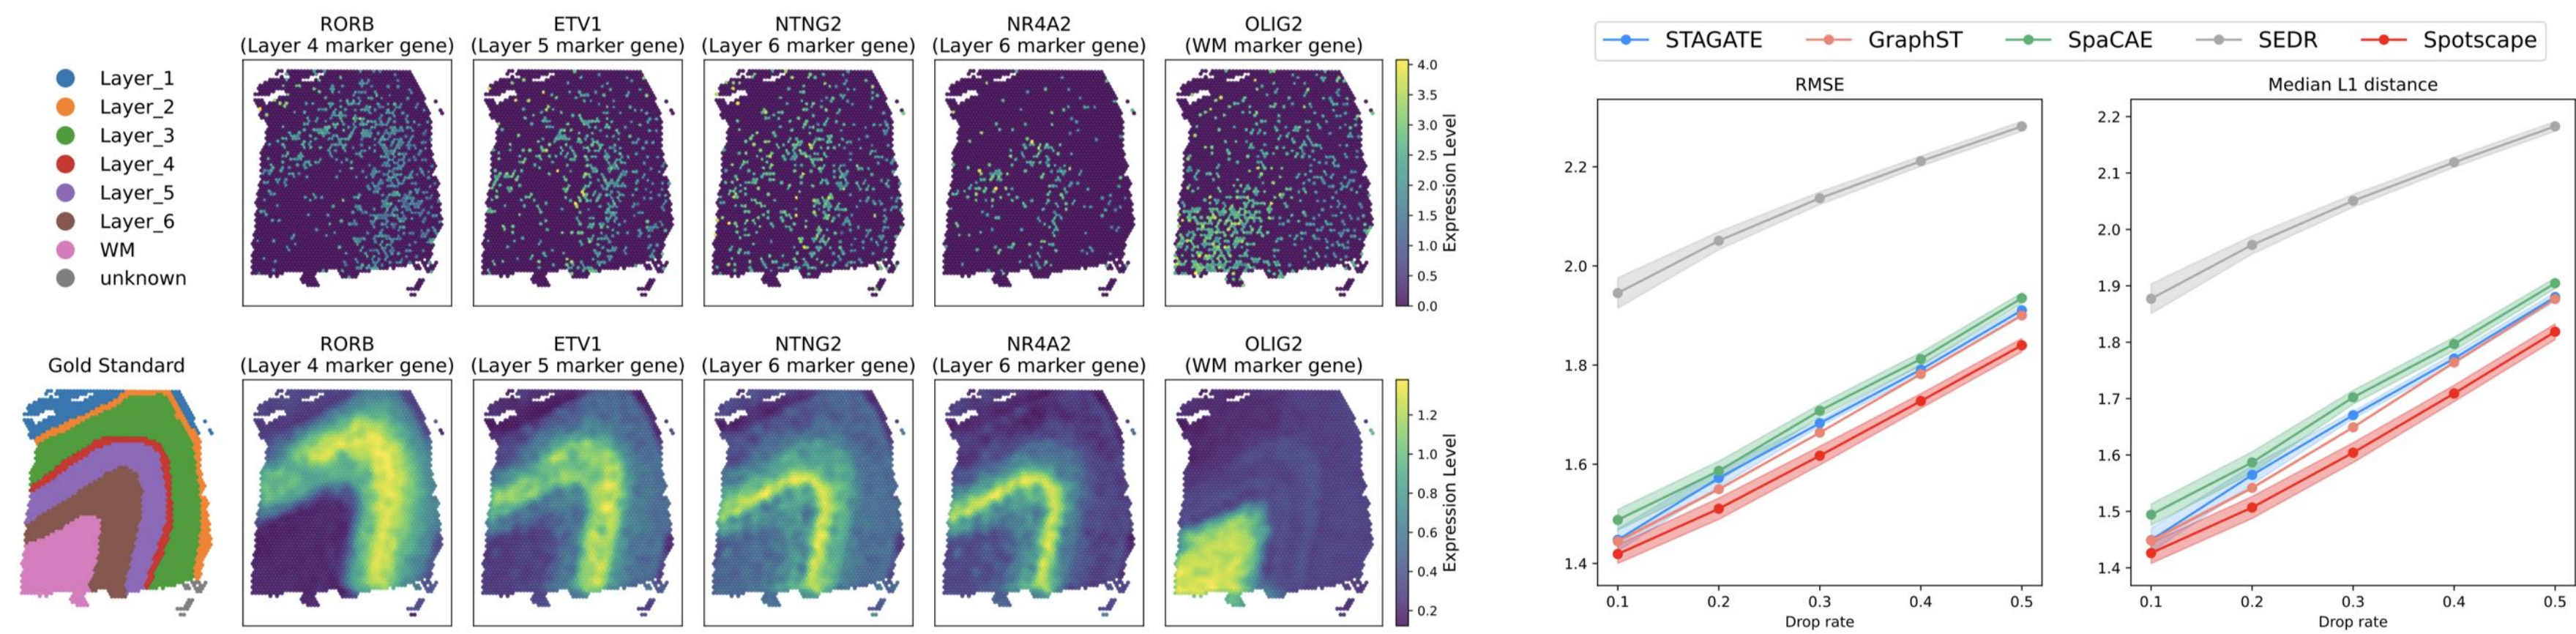 RORB
(Layer 4 marker gene)
ETV1
(Layer 5 marker gene)
NTNG2
(Layer 6 marker gene)
NR4A2
(Layer 6 marker gene)
OLIG2
(WM marker gene)
Layer_1
Layer_2
Layer_3
Layer_4
Layer_5
Layer_6
WM
unknown
4.0
3.5
3.0
2.5
2.0
1.5
1.0
0.5
0.0
Expression Level
Gold Standard
RORB
(Layer 4 marker gene)
ETV1
(Layer 5 marker gene)
NTNG2
(Layer 6 marker gene)
NR4A2
(Layer 6 marker gene)
OLIG2
(WM marker gene)
1.2
1.0
0.8
0.6
0.4
0.2
Expression Level
STAGATE GraphST SpaCAE SEDR Spotscape
RMSE
2.2
2.0
1.8
1.6
1.4
0.1 0.2 0.3 0.4 0.5
Drop rate
Median L1 distance
2.2
2.1
2.0
1.9
1.8
1.7
1.6
1.5
1.4
0.1 0.2 0.3 0.4 0.5
Drop rate